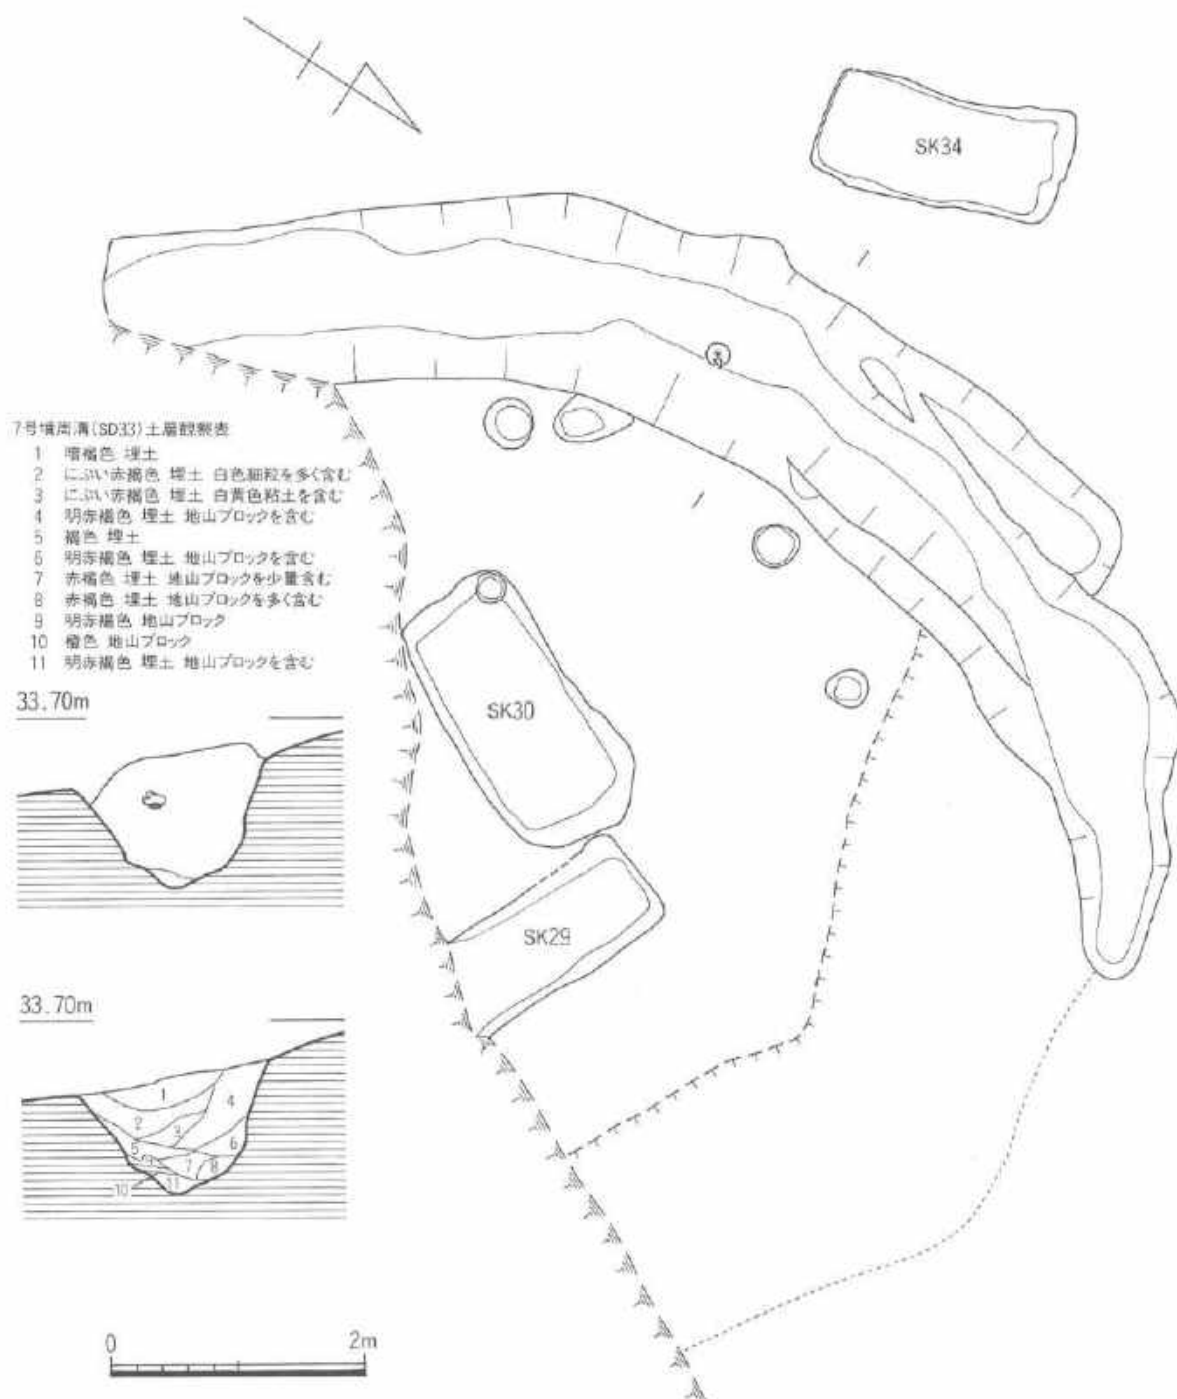 SK34
7号墳周溝(SD33)土層観察表
1 暗褐色 埋土
2 にぶい赤褐色 埋土 白色細粒を多く含む
3 にぶい赤褐色 埋土 白黄色粘土を含む
4 明赤褐色 埋土 地山ブロックを含む
5 褐色 埋土
6 明赤褐色 埋土 地山ブロックを含む
7 赤褐色 埋土 地山ブロックを少量含む
8 赤褐色 埋土 地山ブロックを多く含む
9 明赤褐色 地山ブロック
10 橙色 地山ブロック
11 明赤褐色 埋土 地山ブロックを含む
SK30
33.70m
SK29
33.70m
1
4
2
3
5
6
9
7
8
10
11
0 2m